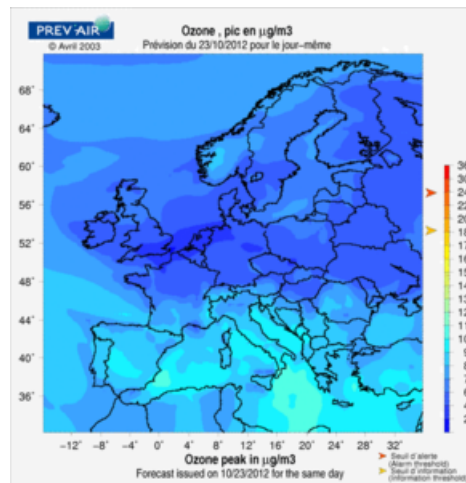 PREV'AIR
© Avril 2003
Ozone , pic en µg/m3
Prévision du 23/10/2012 pour le jour-même
68°
64°
60°
56°
52°
48°
44°
40°
36°
-12° -8° -4° 0° 4° 8° 12° 16° 20° 24° 28° 32°
Ozone peak in µg/m3
Forecast issued on 10/23/2012 for the same day
Seuil d'alerte
(Alarm threshold)
Seuil d'information
(Information threshold)